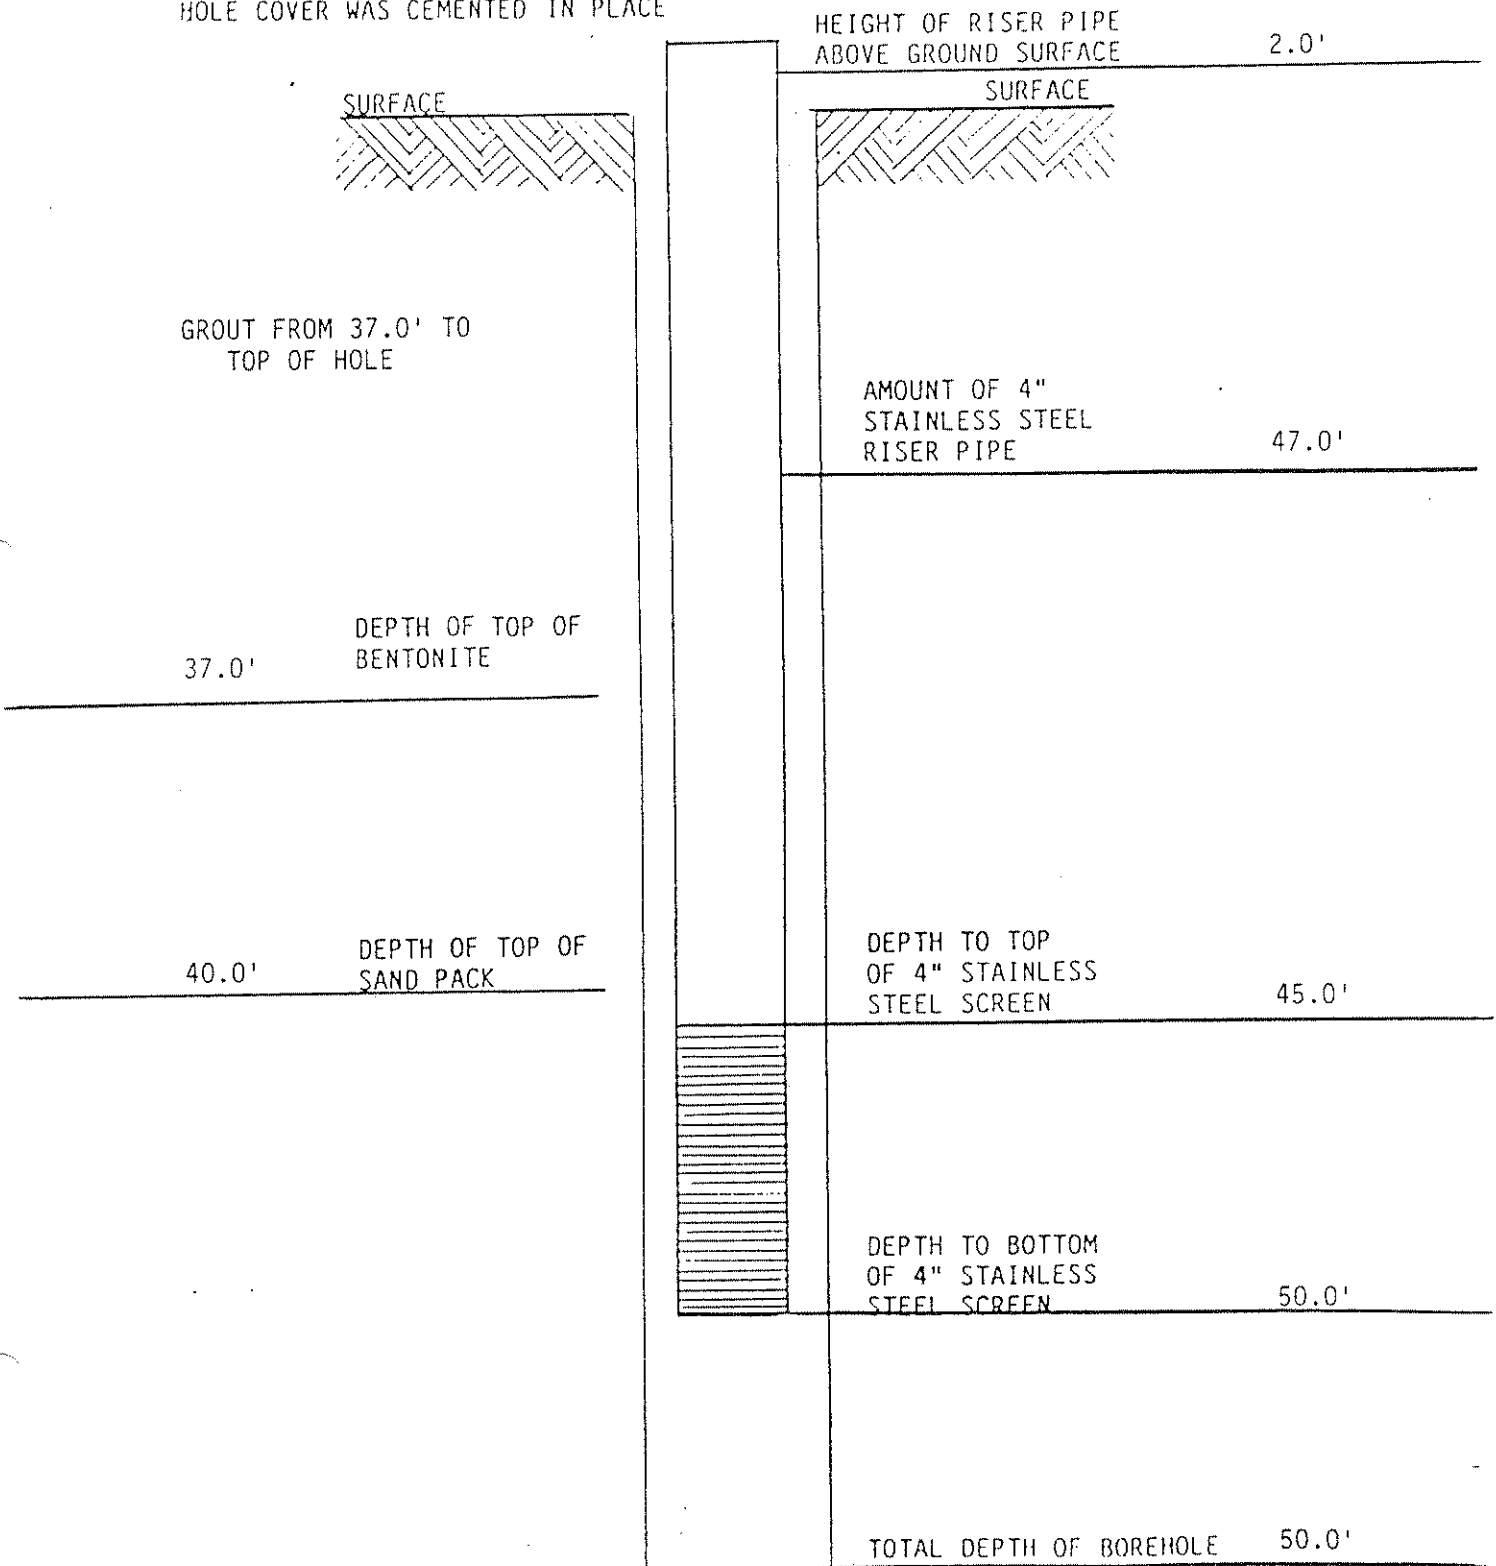 HOLE COVER WAS CEMENTED IN PLACE
HEIGHT OF RISER PIPE
ABOVE GROUND SURFACE 2.0'
SURFACE
SURFACE
GROUT FROM 37.0' TO
TOP OF HOLE
AMOUNT OF 4"
STAINLESS STEEL
RISER PIPE 47.0'
DEPTH OF TOP OF
37.0' BENTONITE
DEPTH OF TOP OF
40.0' SAND PACK
DEPTH TO TOP
OF 4" STAINLESS
STEEL SCREEN 45.0'
DEPTH TO BOTTOM
OF 4" STAINLESS
STEEL SCREEN 50.0'
TOTAL DEPTH OF BOREHOLE 50.0'